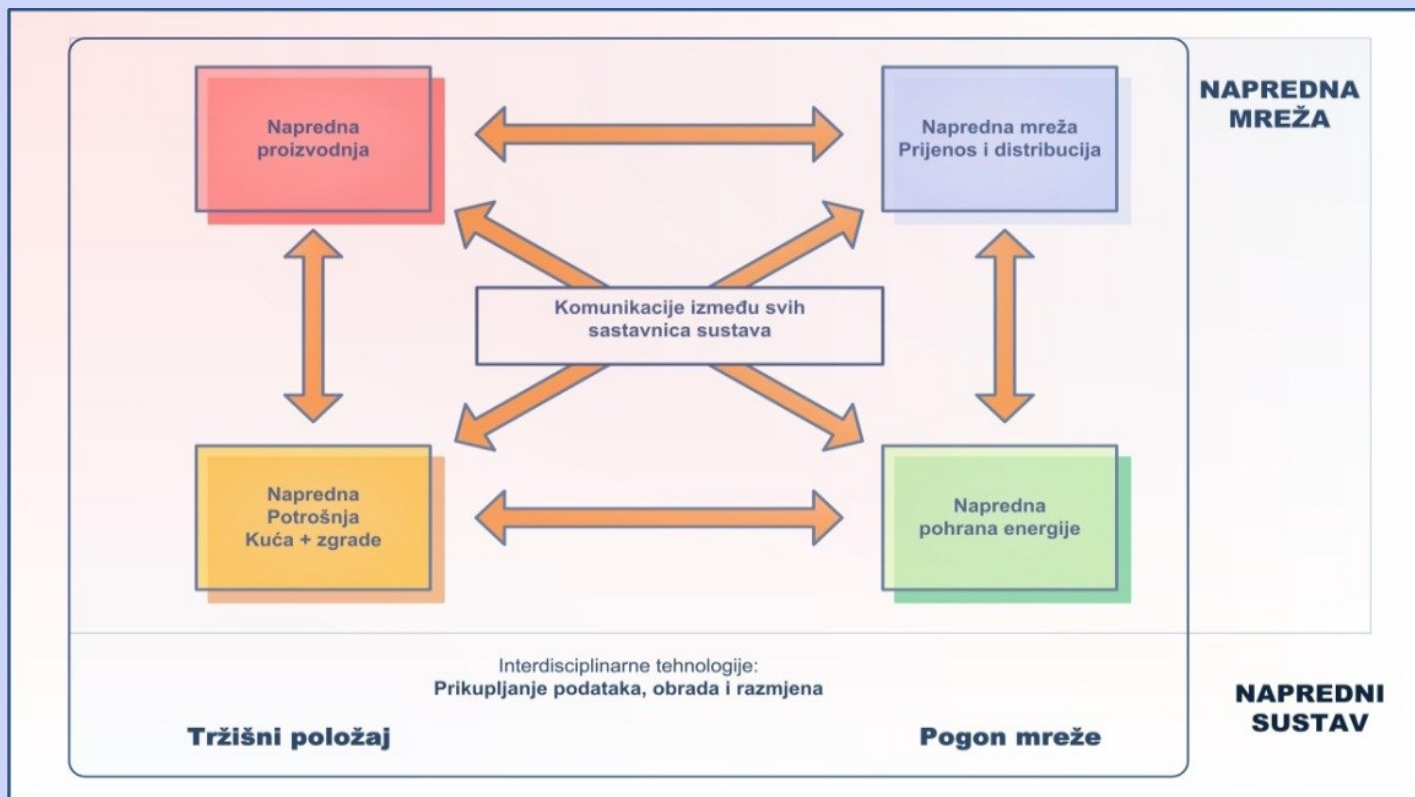 Napredna
proizvodnja
Napredna mreža
Prijenos i distribucija
NAPREDNA
MREŽA
Komunikacije između svih
sastavnica sustava
Napredna
Potrošnja
Kuća + zgrade
Napredna
pohrana energije
Interdisciplinarne tehnologije:
Prikupljanje podataka, obrada i razmjena
NAPREDNI
SUSTAV
Tržišni položaj
Pogon mreže